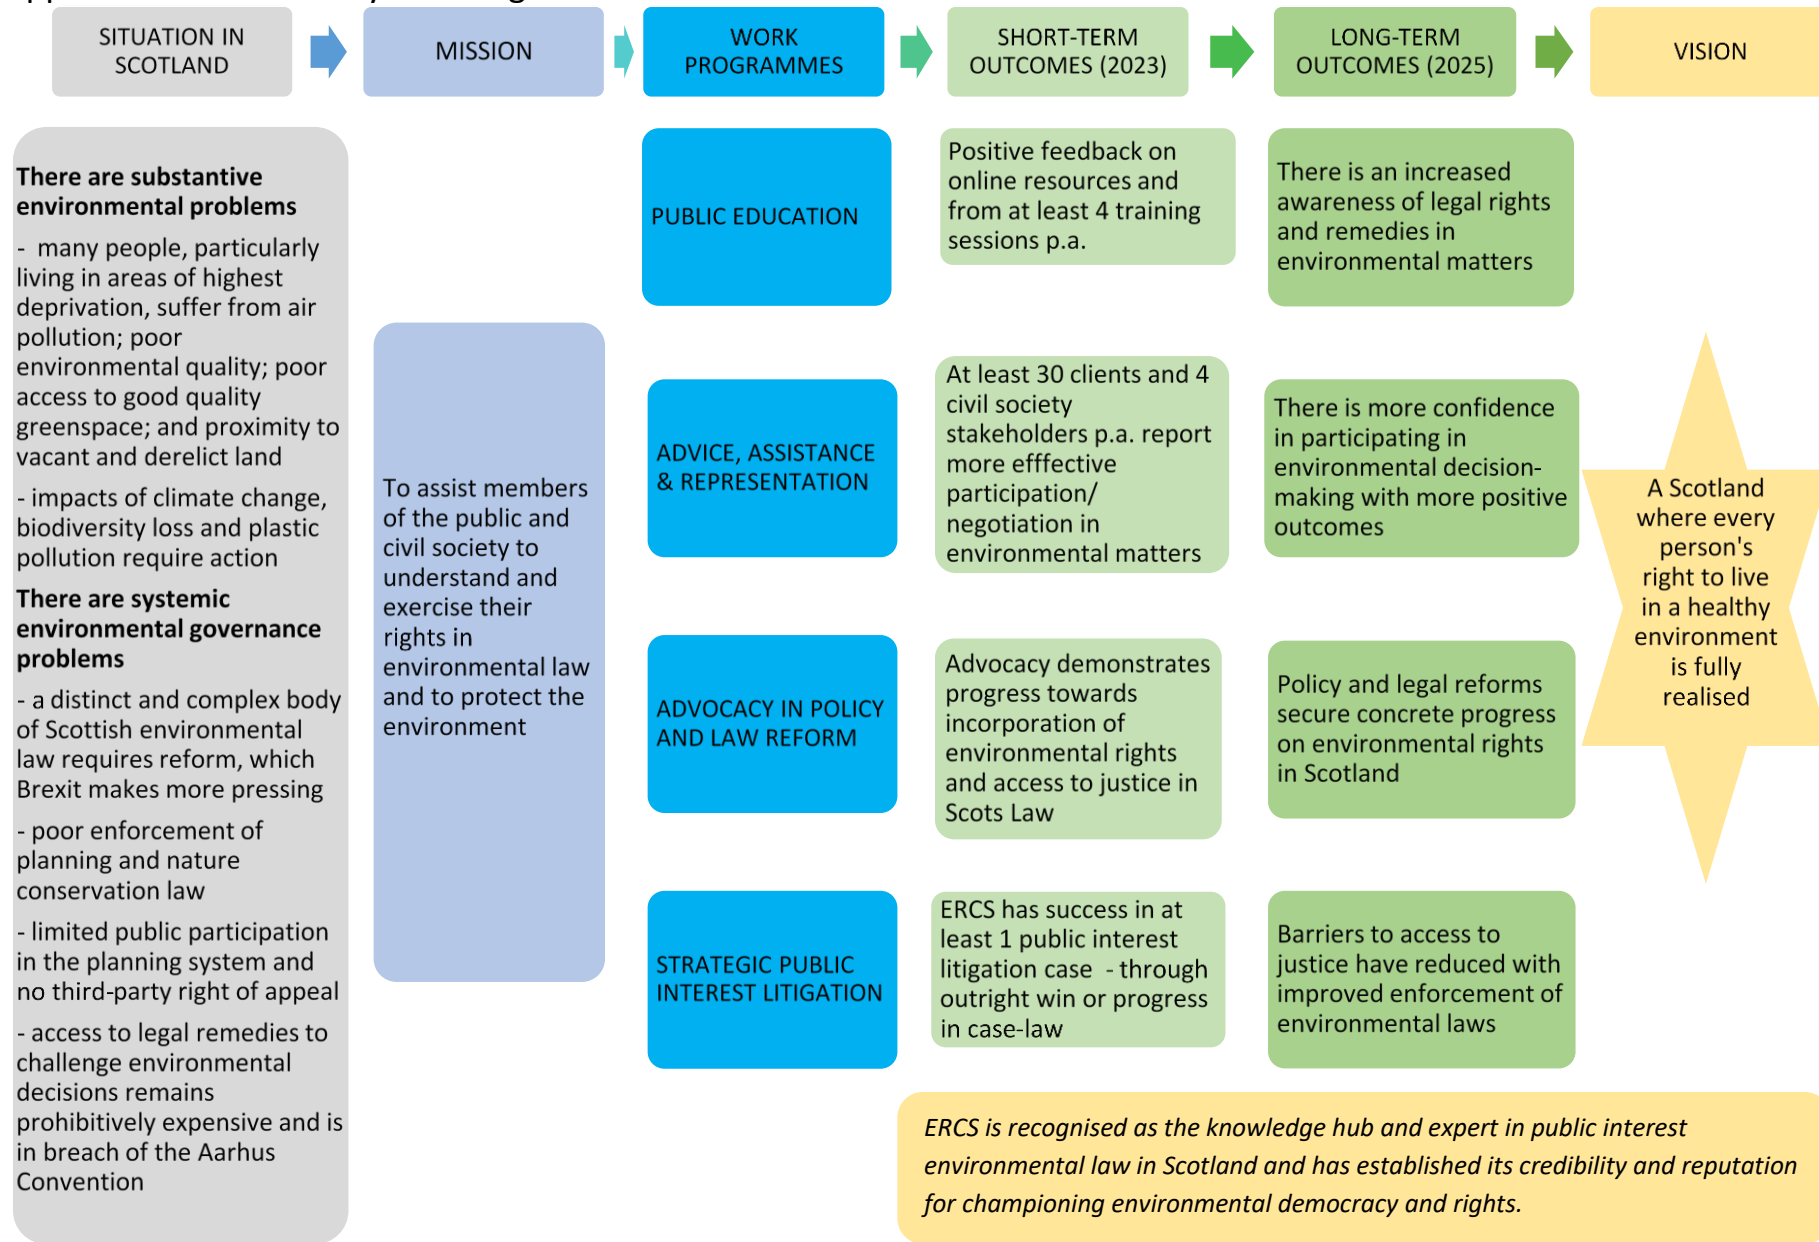 SITUATION IN
SCOTLAND
MISSION
WORK
PROGRAMMES
SHORT-TERM
OUTCOMES (2023)
LONG-TERM
OUTCOMES (2025)
VISION
There are substantive
environmental problems
- many people, particularly
living in areas of highest
deprivation, suffer from air
pollution; poor
environmental quality; poor
access to good quality
greenspace; and proximity to
vacant and derelict land
- impacts of climate change,
biodiversity loss and plastic
pollution require action
There are systemic
environmental governance
problems
- a distinct and complex body
of Scottish environmental
law requires reform, which
Brexit makes more pressing
- poor enforcement of
planning and nature
conservation law
- limited public participation
in the planning system and
no third-party right of appeal
- access to legal remedies to
challenge environmental
decisions remains
prohibitively expensive and is
in breach of the Aarhus
Convention
To assist members
of the public and
civil society to
understand and
exercise their
rights in
environmental law
and to protect the
environment
PUBLIC EDUCATION
Positive feedback on
online resources and
from at least 4 training
sessions p.a.
There is an increased
awareness of legal rights
and remedies in
environmental matters
ADVICE, ASSISTANCE
& REPRESENTATION
At least 30 clients and 4
civil society
stakeholders p.a. report
more efffective
participation/
negotiation in
environmental matters
There is more confidence
in participating in
environmental decision-
making with more positive
outcomes
ADVOCACY IN POLICY
AND LAW REFORM
Advocacy demonstrates
progress towards
incorporation of
environmental rights
and access to justice in
Scots Law
Policy and legal reforms
secure concrete progress
on environmental rights
in Scotland
STRATEGIC PUBLIC
INTEREST LITIGATION
ERCS has success in at
least 1 public interest
litigation case - through
outright win or progress
in case-law
Barriers to access to
justice have reduced with
improved enforcement of
environmental laws
A Scotland
where every
person's
right to live
in a healthy
environment
is fully
realised
ERCS is recognised as the knowledge hub and expert in public interest
environmental law in Scotland and has established its credibility and reputation
for championing environmental democracy and rights.